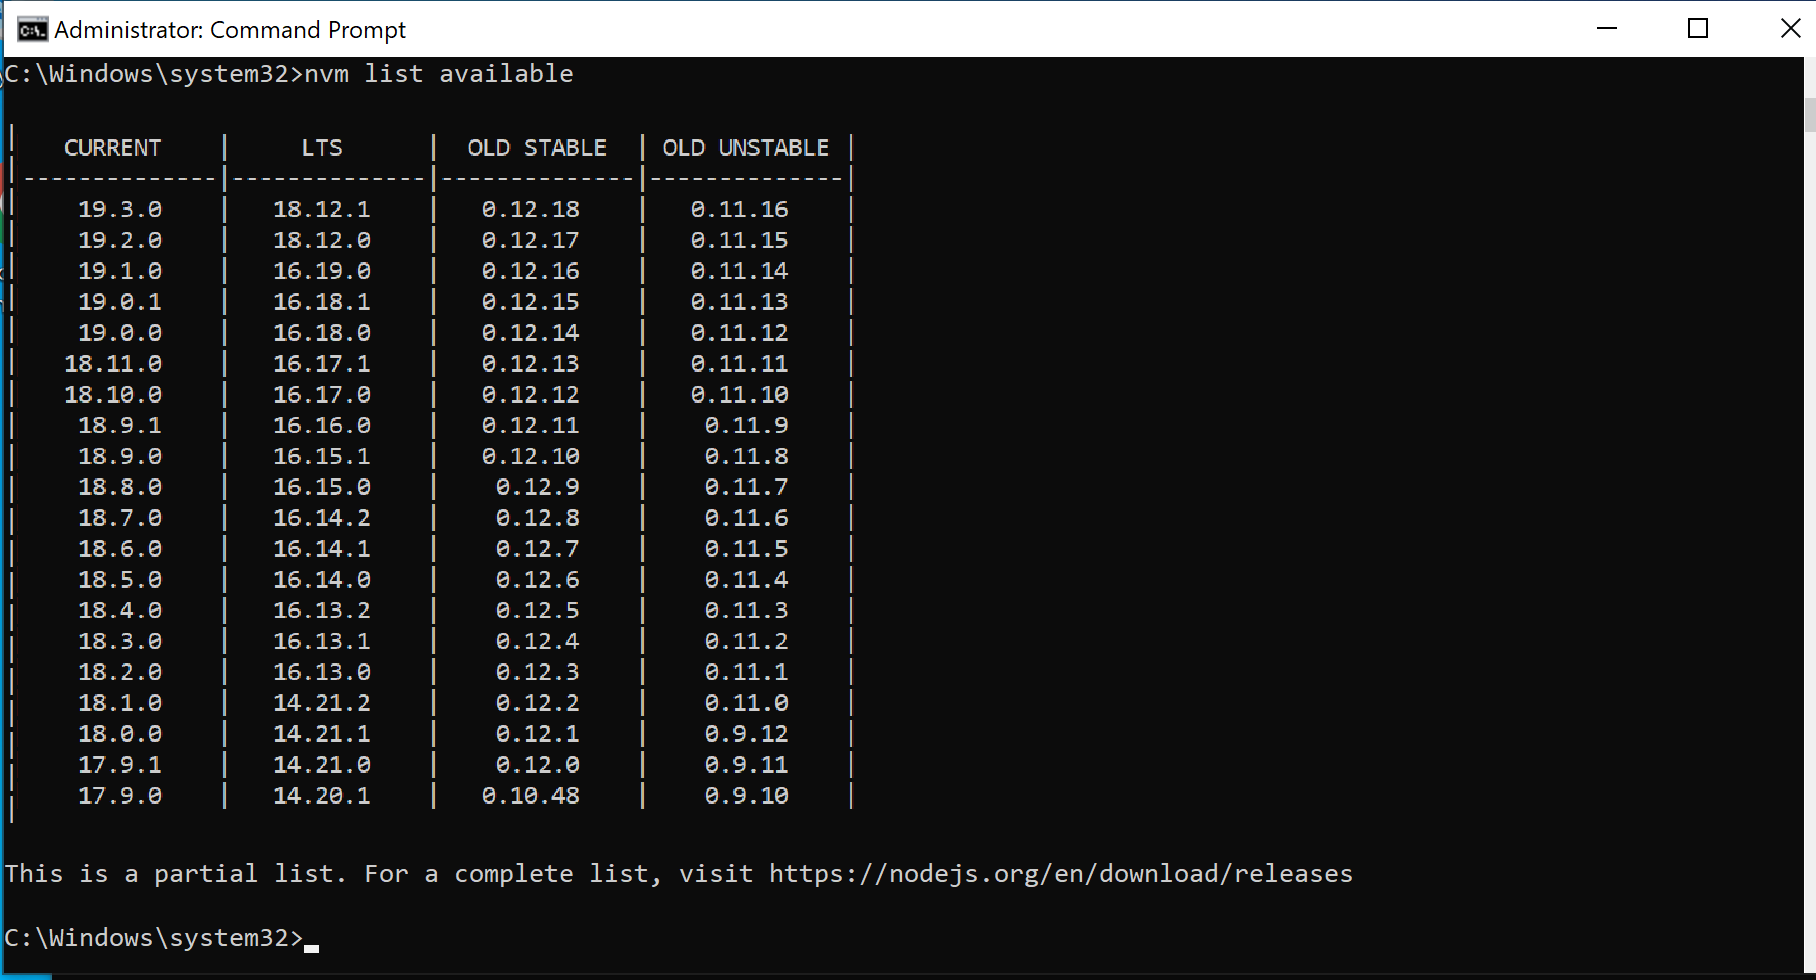 Administrator: Command Prompt
C:\Windows\system32>nvm list available
| CURRENT | LTS | OLD STABLE | OLD UNSTABLE |
|--------------|--------------|--------------|--------------|
| 19.3.0 | 18.12.1 | 0.12.18 | 0.11.16 |
| 19.2.0 | 18.12.0 | 0.12.17 | 0.11.15 |
| 19.1.0 | 16.19.0 | 0.12.16 | 0.11.14 |
| 19.0.1 | 16.18.1 | 0.12.15 | 0.11.13 |
| 19.0.0 | 16.18.0 | 0.12.14 | 0.11.12 |
| 18.11.0 | 16.17.1 | 0.12.13 | 0.11.11 |
| 18.10.0 | 16.17.0 | 0.12.12 | 0.11.10 |
| 18.9.1 | 16.16.0 | 0.12.11 | 0.11.9 |
| 18.9.0 | 16.15.1 | 0.12.10 | 0.11.8 |
| 18.8.0 | 16.15.0 | 0.12.9 | 0.11.7 |
| 18.7.0 | 16.14.2 | 0.12.8 | 0.11.6 |
| 18.6.0 | 16.14.1 | 0.12.7 | 0.11.5 |
| 18.5.0 | 16.14.0 | 0.12.6 | 0.11.4 |
| 18.4.0 | 16.13.2 | 0.12.5 | 0.11.3 |
| 18.3.0 | 16.13.1 | 0.12.4 | 0.11.2 |
| 18.2.0 | 16.13.0 | 0.12.3 | 0.11.1 |
| 18.1.0 | 14.21.2 | 0.12.2 | 0.11.0 |
| 18.0.0 | 14.21.1 | 0.12.1 | 0.9.12 |
| 17.9.1 | 14.21.0 | 0.12.0 | 0.9.11 |
| 17.9.0 | 14.20.1 | 0.10.48 | 0.9.10 |
This is a partial list. For a complete list, visit https://nodejs.org/en/download/releases
C:\Windows\system32>